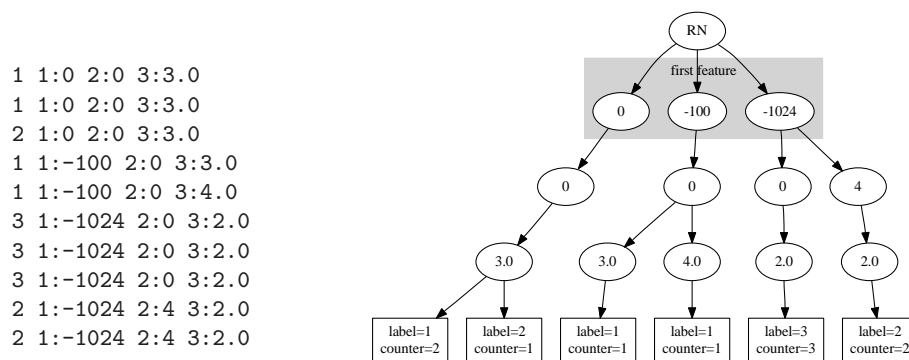 1 1:0 2:0 3:3.0
1 1:0 2:0 3:3.0
2 1:0 2:0 3:3.0
1 1:−100 2:0 3:3.0
1 1:−100 2:0 3:4.0
3 1:−1024 2:0 3:2.0
3 1:−1024 2:0 3:2.0
3 1:−1024 2:0 3:2.0
2 1:−1024 2:4 3:2.0
2 1:−1024 2:4 3:2.0
RN
first feature
0 -100 -1024
0 0 0 4
3.0 3.0 4.0 2.0 2.0
label=1 label=2 label=1 label=1 label=3 label=2
counter=2 counter=1 counter=1 counter=1 counter=3 counter=2